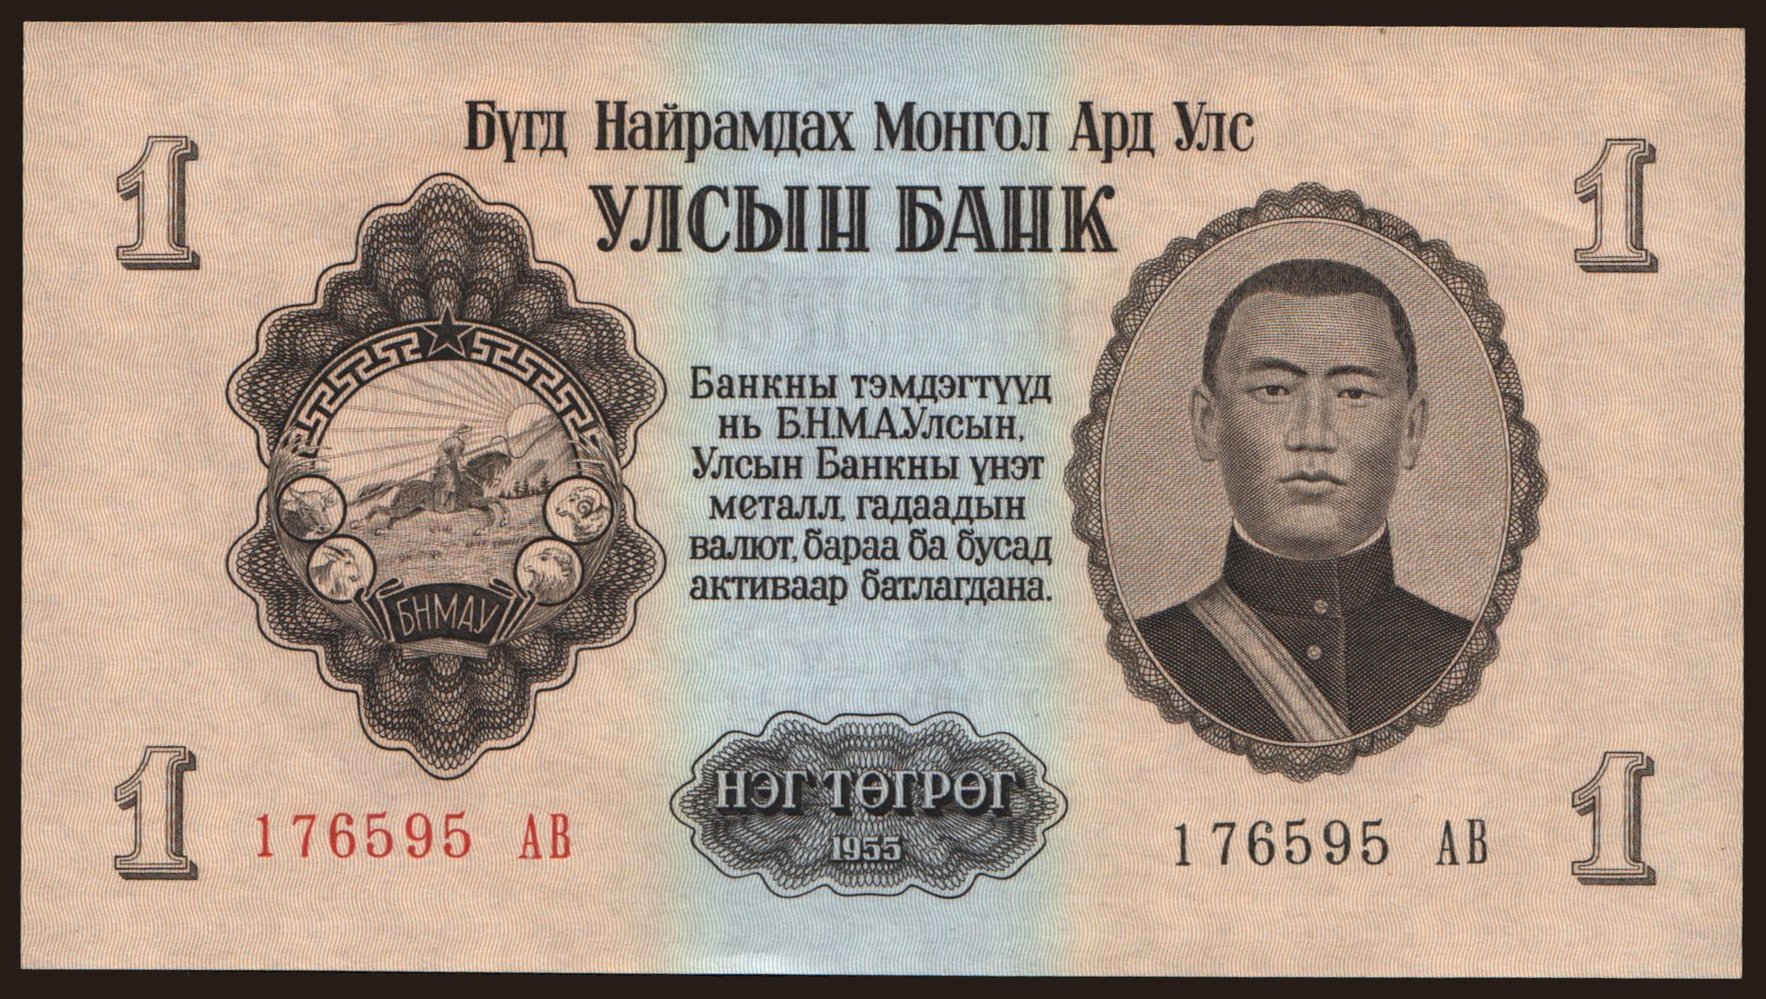 1
1
Бүгд Найрамдах Монгол Ард Улс
УЛСЫН БАНК
Банкны тэмдэгтүүд
нь Б.Н.М.А.Улсын,
Улсын Банкны үнэт
металл, гадаадын
валют, бараа ба бусад
активаар батлагдана.
БНМАУ
НЭГ ТӨГРӨГ
1955
1
176595 АВ
176595 АВ
1